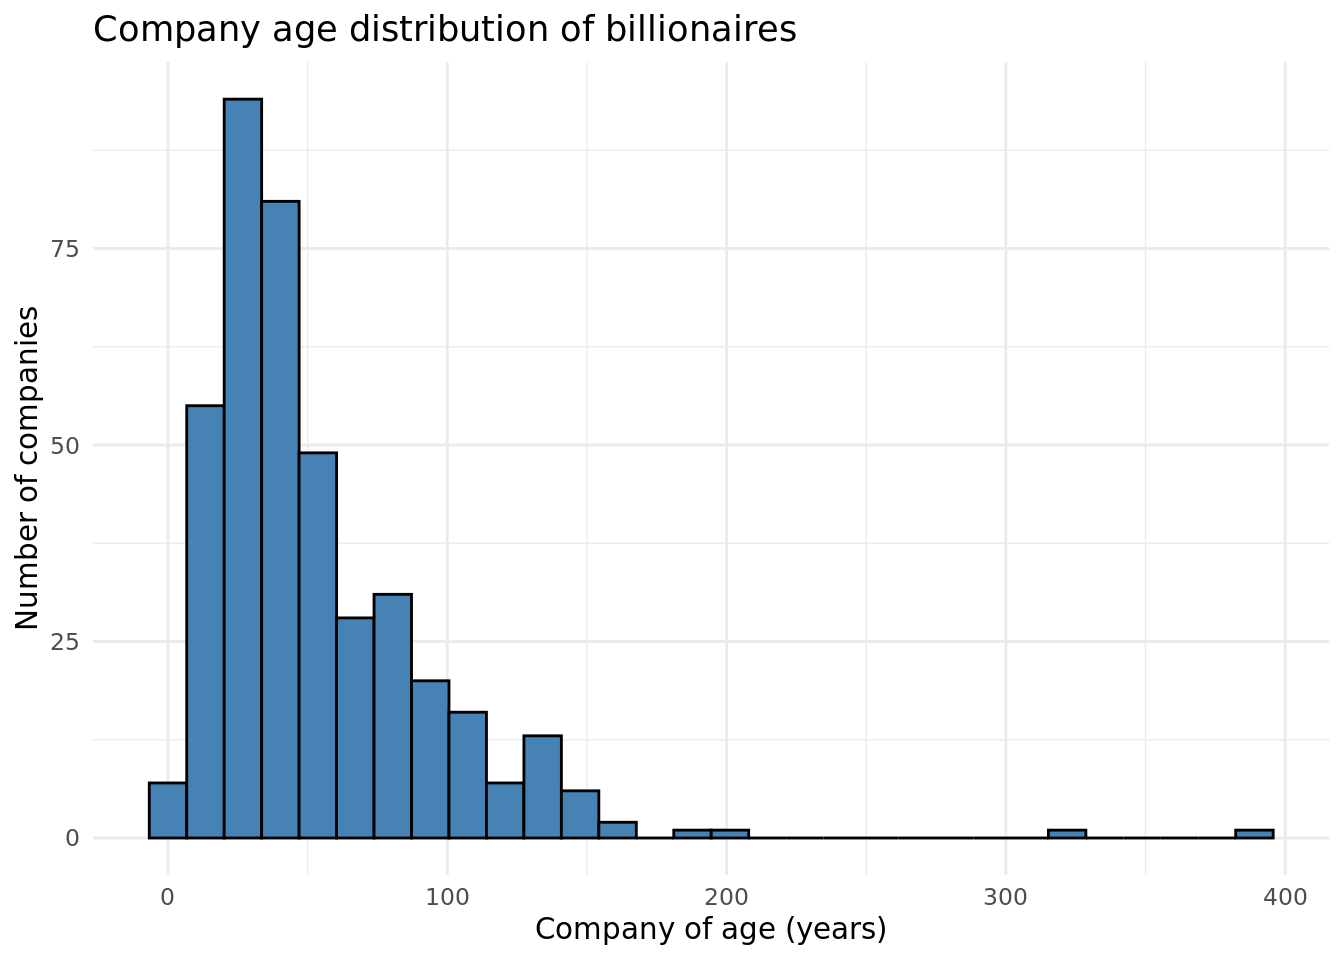 Company age distribution of billionaires
Number of companies
75
50
25
0
0 100 200 300 400
Company of age (years)